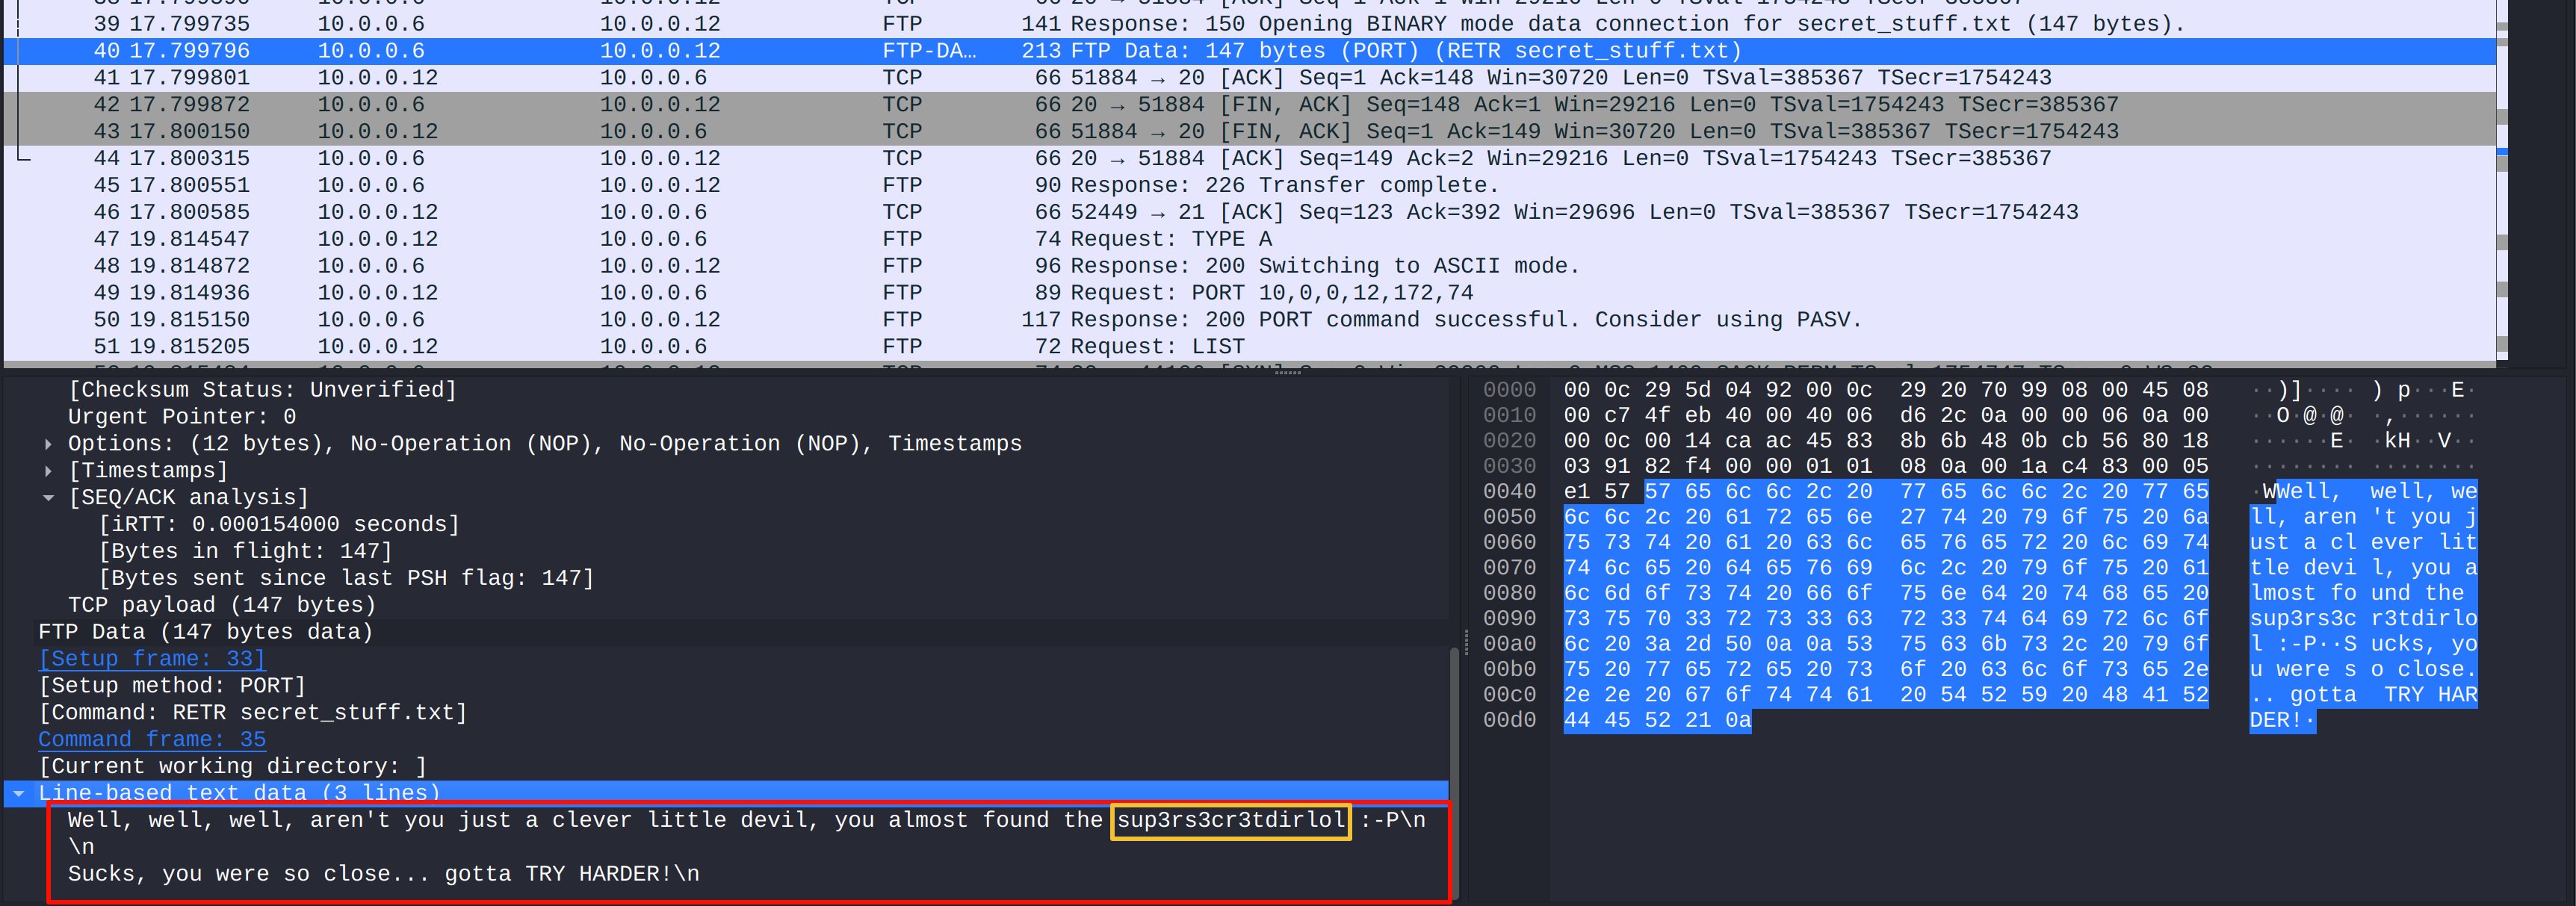 39 17.799735 10.0.0.6 10.0.0.12 FTP 141 Response: 150 Opening BINARY mode data connection for secret_stuff.txt (147 bytes).
40 17.799796 10.0.0.6 10.0.0.12 FTP-DA… 213 FTP Data: 147 bytes (PORT) (RETR secret_stuff.txt)
41 17.799801 10.0.0.12 10.0.0.6 TCP 66 51884 → 20 [ACK] Seq=1 Ack=148 Win=30720 Len=0 TSval=385367 TSecr=1754243
42 17.799872 10.0.0.6 10.0.0.12 TCP 66 20 → 51884 [FIN, ACK] Seq=148 Ack=1 Win=29216 Len=0 TSval=1754243 TSecr=385367
43 17.800150 10.0.0.12 10.0.0.6 TCP 66 51884 → 20 [FIN, ACK] Seq=1 Ack=149 Win=30720 Len=0 TSval=385367 TSecr=1754243
44 17.800315 10.0.0.6 10.0.0.12 TCP 66 20 → 51884 [ACK] Seq=149 Ack=2 Win=29216 Len=0 TSval=1754243 TSecr=385367
45 17.800551 10.0.0.6 10.0.0.12 FTP 90 Response: 226 Transfer complete.
46 17.800585 10.0.0.12 10.0.0.6 TCP 66 52449 → 21 [ACK] Seq=123 Ack=392 Win=29696 Len=0 TSval=385367 TSecr=1754243
47 19.814547 10.0.0.12 10.0.0.6 FTP 74 Request: TYPE A
48 19.814872 10.0.0.6 10.0.0.12 FTP 96 Response: 200 Switching to ASCII mode.
49 19.814936 10.0.0.12 10.0.0.6 FTP 89 Request: PORT 10,0,0,12,172,74
50 19.815150 10.0.0.6 10.0.0.12 FTP 117 Response: 200 PORT command successful. Consider using PASV.
51 19.815205 10.0.0.12 10.0.0.6 FTP 72 Request: LIST
[Checksum Status: Unverified]
Urgent Pointer: 0
Options: (12 bytes), No-Operation (NOP), No-Operation (NOP), Timestamps
[Timestamps]
[SEQ/ACK analysis]
[iRTT: 0.000154000 seconds]
[Bytes in flight: 147]
[Bytes sent since last PSH flag: 147]
TCP payload (147 bytes)
FTP Data (147 bytes data)
[Setup frame: 33]
[Setup method: PORT]
[Command: RETR secret_stuff.txt]
Command frame: 35
[Current working directory: ]
Line-based text data (3 lines)
Well, well, well, aren't you just a clever little devil, you almost found the sup3rs3cr3tdirlol :-P\n
\n
Sucks, you were so close... gotta TRY HARDER!\n
0000 00 0c 29 5d 04 92 00 0c 29 20 70 99 08 00 45 08 ··)]···· ) p···E·
0010 00 c7 4f eb 40 00 40 06 d6 2c 0a 00 00 06 0a 00 ··O·@·@· ·,······
0020 00 0c 00 14 ca ac 45 83 8b 6b 48 0b cb 56 80 18 ······E· ·kH··V··
0030 03 91 82 f4 00 00 01 01 08 0a 00 1a c4 83 00 05 ········ ········
0040 e1 57 57 65 6c 6c 2c 20 77 65 6c 6c 2c 20 77 65 ·WWell, well, we
0050 6c 6c 2c 20 61 72 65 6e 27 74 20 79 6f 75 20 6a ll, aren 't you j
0060 75 73 74 20 61 20 63 6c 65 76 65 72 20 6c 69 74 ust a cl ever lit
0070 74 6c 65 20 64 65 76 69 6c 2c 20 79 6f 75 20 61 tle devi l, you a
0080 6c 6d 6f 73 74 20 66 6f 75 6e 64 20 74 68 65 20 lmost fo und the
0090 73 75 70 33 72 73 33 63 72 33 74 64 69 72 6c 6f sup3rs3c r3tdirlo
00a0 6c 20 3a 2d 50 0a 0a 53 75 63 6b 73 2c 20 79 6f l :-P··S ucks, yo
00b0 75 20 77 65 72 65 20 73 6f 20 63 6c 6f 73 65 2e u were s o close.
00c0 2e 2e 20 67 6f 74 74 61 20 54 52 59 20 48 41 52 .. gotta TRY HAR
00d0 44 45 52 21 0a DER!·